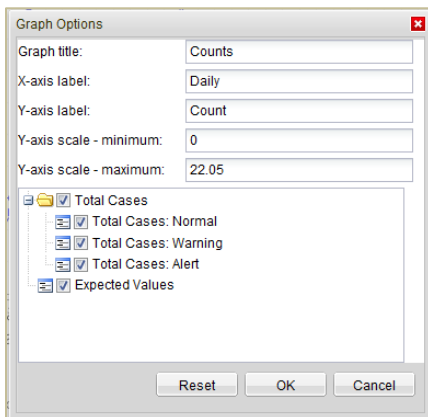 Graph Options
Graph title: Counts
X-axis label: Daily
Y-axis label: Count
Y-axis scale - minimum: 0
Y-axis scale - maximum: 22.05
Total Cases
Total Cases: Normal
Total Cases: Warning
Total Cases: Alert
Expected Values
Reset OK Cancel